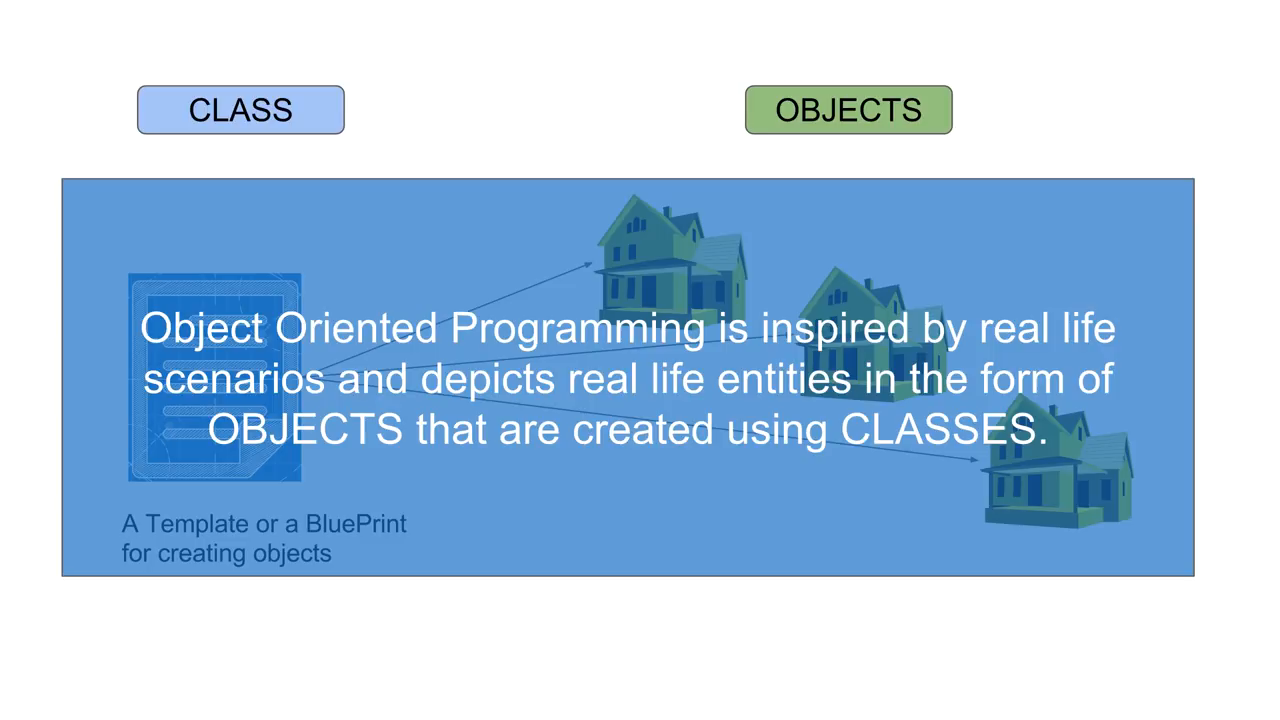 CLASS
OBJECTS
Object Oriented Programming is inspired by real life
scenarios and depicts real life entities in the form of
OBJECTS that are created using CLASSES.
A Template or a BluePrint
for creating objects